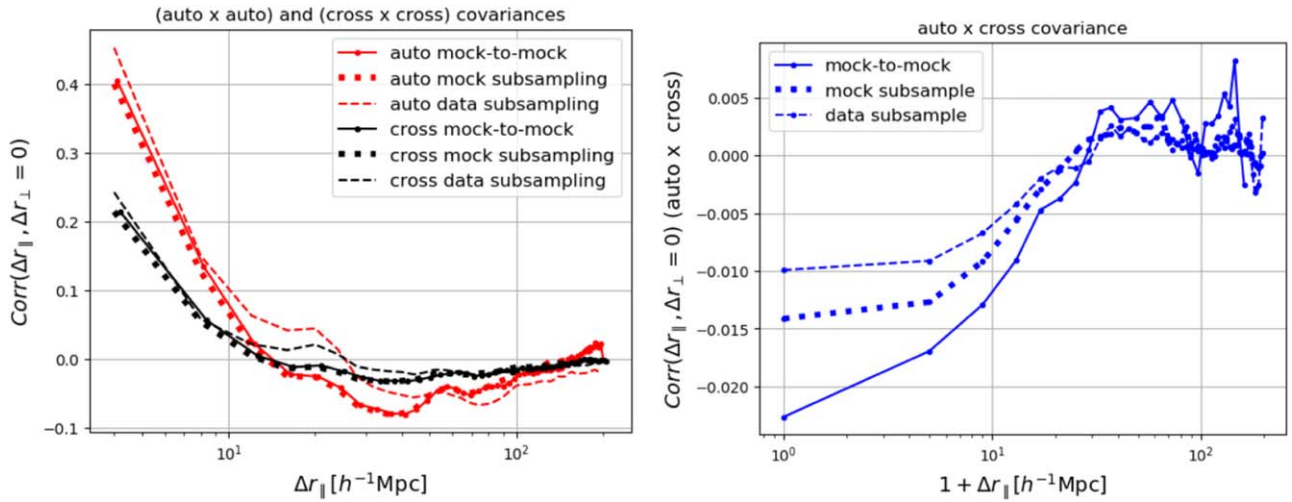 (auto x auto) and (cross x cross) covariances
Corr(Δr∥, Δr⊥ = 0)
0.4
0.3
0.2
0.1
0.0
−0.1
auto mock-to-mock
auto mock subsampling
auto data subsampling
cross mock-to-mock
cross mock subsampling
cross data subsampling
10¹
10²
Δr∥ [h⁻¹Mpc]
auto x cross covariance
Corr(Δr∥, Δr⊥ = 0) (auto x cross)
0.005
0.000
−0.005
−0.010
−0.015
−0.020
mock-to-mock
mock subsample
data subsample
10⁰
10¹
10²
1 + Δr∥ [h⁻¹Mpc]